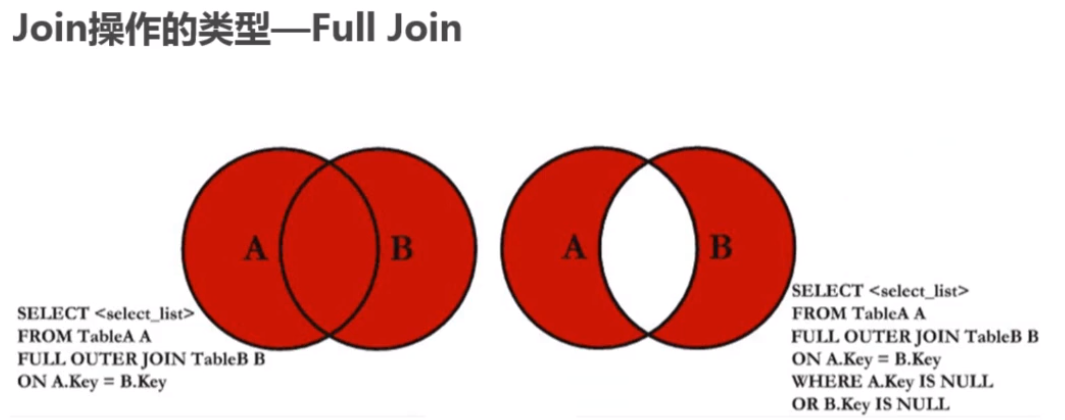 Join操作的类型—Full Join
A
B
SELECT <select_list>
FROM TableA A
FULL OUTER JOIN TableB B
ON A.Key = B.Key
A
B
SELECT <select_list>
FROM TableA A
FULL OUTER JOIN TableB B
ON A.Key = B.Key
WHERE A.Key IS NULL
OR B.Key IS NULL